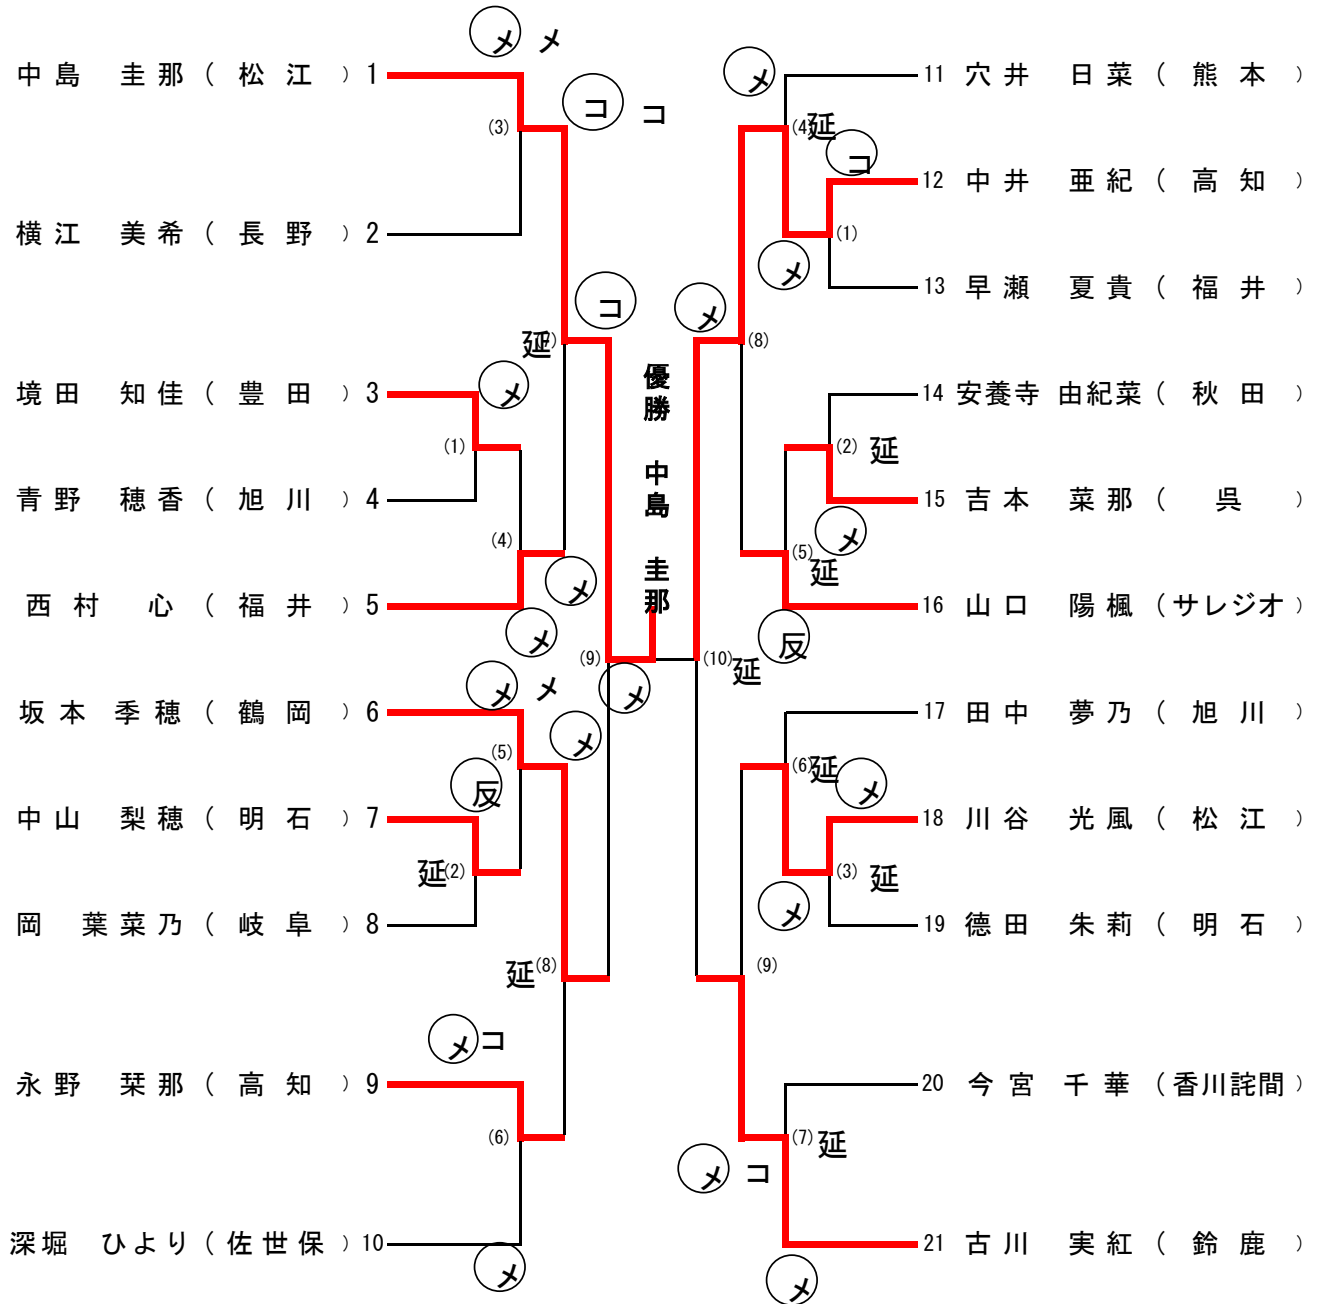 メ メ
中島 圭那（松江）1
(3)
コ コ
横江 美希（長野）2
コ
延(7)
境田 知佳（豊田）3
メ
(1)
青野 穂香（旭川）4
(4)
メ
西村 心（福井）5
メ
(9)
メ
メ メ
坂本 季穂（鶴岡）6
メ
(5)
反
中山 梨穂（明石）7
延(2)
岡 葉菜乃（岐阜）8
延(8)
メコ
永野 栞那（高知）9
(6)
深堀 ひより（佐世保）10
メ
優勝 中島 圭那
メ
11 穴井 日菜（熊本）
(4)延
コ
12 中井 亜紀（高知）
(1)
メ
13 早瀬 夏貴（福井）
メ
(8)
14 安養寺 由紀菜（秋田）
(2)延
15 吉本 菜那（呉）
メ
(5)延
16 山口 陽楓（サレジオ）
反
(10)延
17 田中 夢乃（旭川）
(6)延
メ
18 川谷 光風（松江）
(3)延
メ
19 德田 朱莉（明石）
(9)
20 今宮 千華（香川詫間）
(7)延
メ コ
21 古川 実紅（鈴鹿）
メ